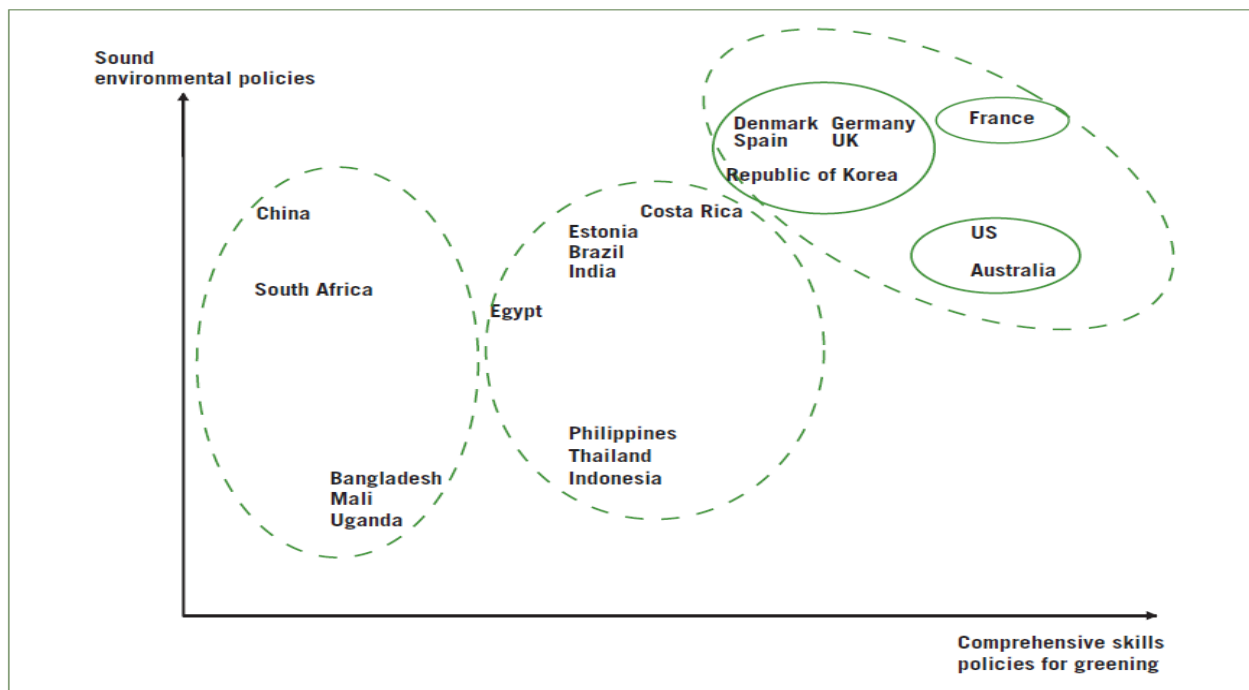 Sound
environmental policies
Denmark Germany
Spain UK
Republic of Korea
France
China
Costa Rica
Estonia
Brazil
India
US
Australia
South Africa
Egypt
Philippines
Thailand
Indonesia
Bangladesh
Mali
Uganda
Comprehensive skills
policies for greening